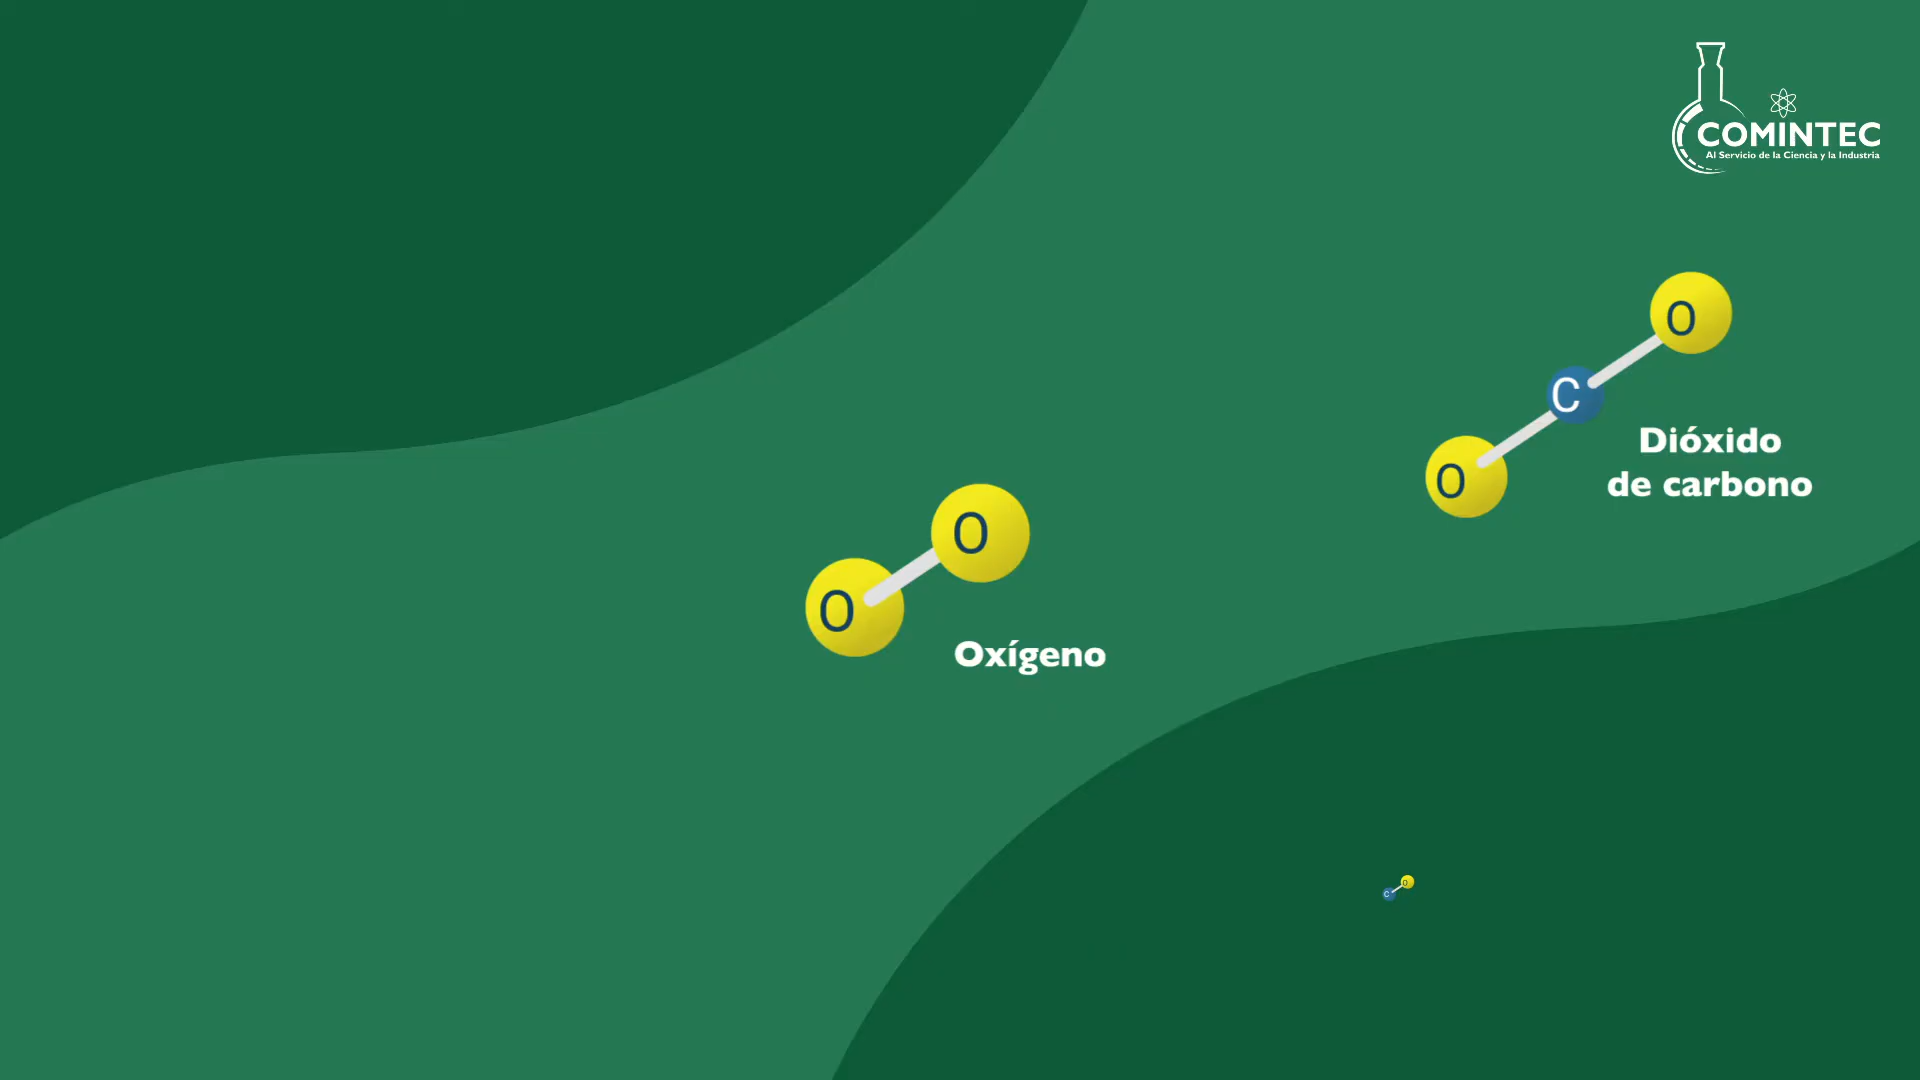 COMINTEC
Al Servicio de la Ciencia y la Industria
O
C
O
Dióxido
de carbono
O
O
Oxígeno
C
O